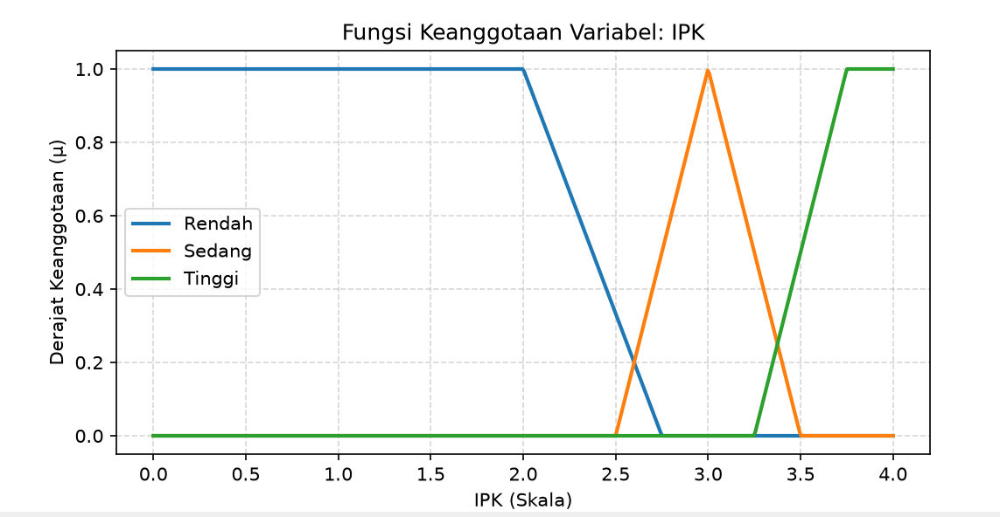 Fungsi Keanggotaan Variabel: IPK
Derajat Keanggotaan (μ)
1.0
0.8
0.6
0.4
0.2
0.0
Rendah
Sedang
Tinggi
0.0 0.5 1.0 1.5 2.0 2.5 3.0 3.5 4.0
IPK (Skala)